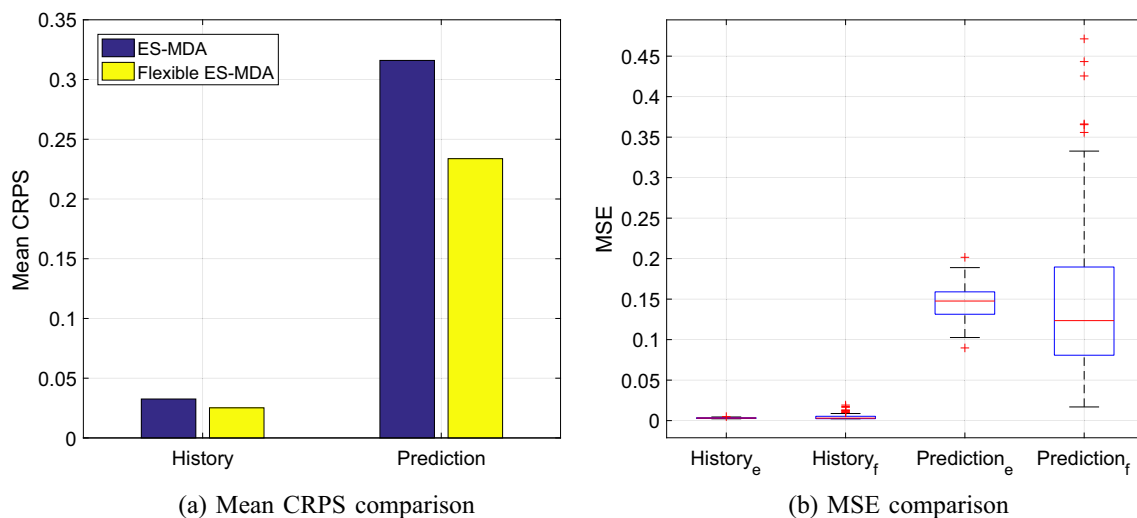 0.35
0.3
0.25
0.2
0.15
0.1
0.05
0
Mean CRPS
ES-MDA
Flexible ES-MDA
History
Prediction
(a) Mean CRPS comparison
0.45
0.4
0.35
0.3
0.25
0.2
0.15
0.1
0.05
0
MSE
History_e
History_f
Prediction_e
Prediction_f
(b) MSE comparison